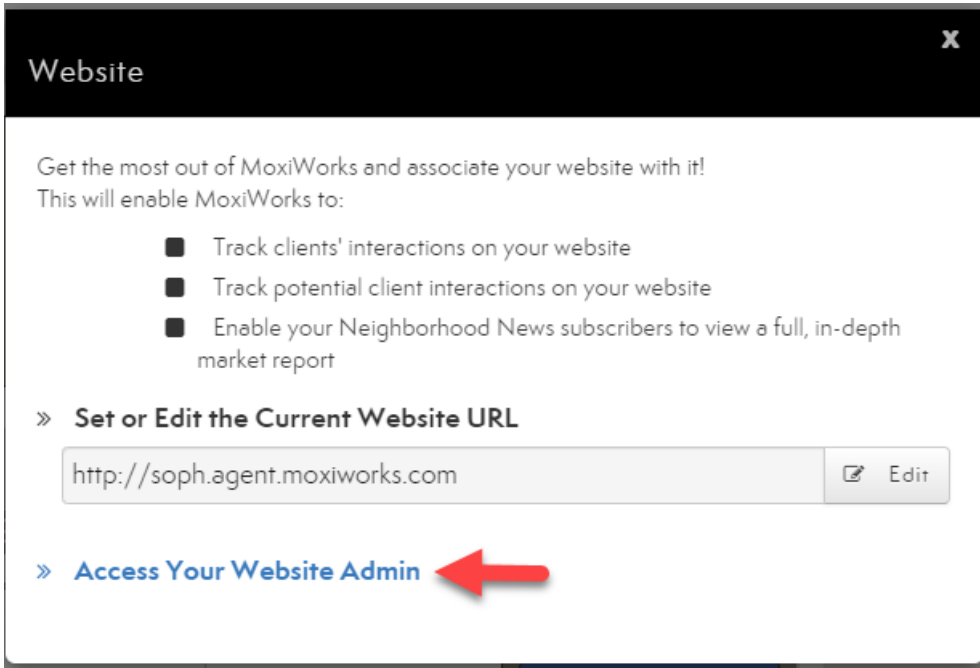 X
Website
Get the most out of MoxiWorks and associate your website with it!
This will enable MoxiWorks to:
Track clients' interactions on your website
Track potential client interactions on your website
Enable your Neighborhood News subscribers to view a full, in-depth
market report
» Set or Edit the Current Website URL
http://soph.agent.moxiworks.com Edit
» Access Your Website Admin